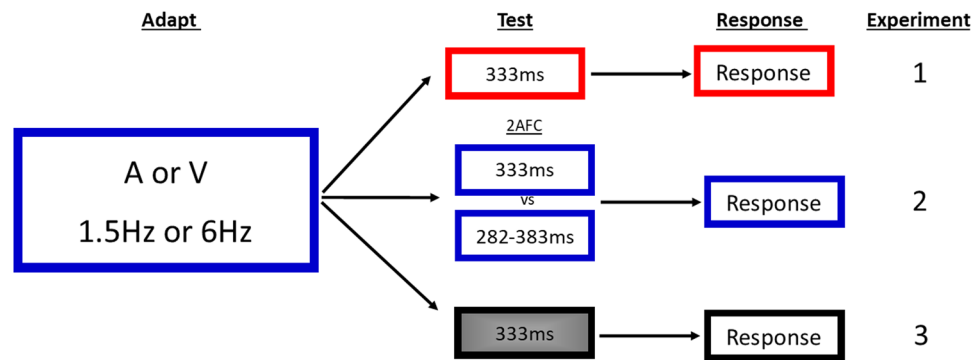 Adapt Test Response Experiment
333ms Response 1
2AFC
A or V
1.5Hz or 6Hz
333ms
vs
282-383ms
Response 2
333ms Response 3